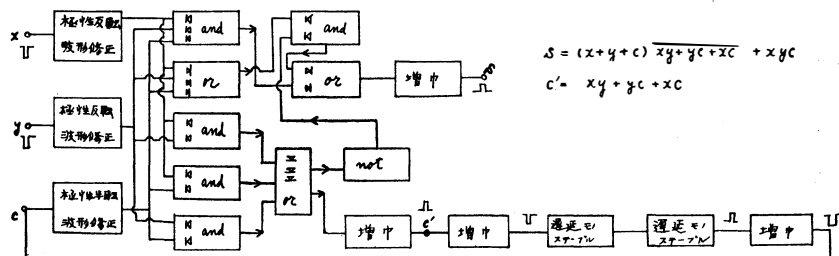 x
極中性反転
波形修正
y
極性反転
波形修正
c
極中性反転
波形修正
and
or
and
and
and
and
or
増巾
S
or
not
増巾
c'
増巾
遅延モノ
ステーブル
遅延モノ
ステーブル
増巾
S = (x+y+c) xy+yc+xc + xyc
c' = xy+yc+xc